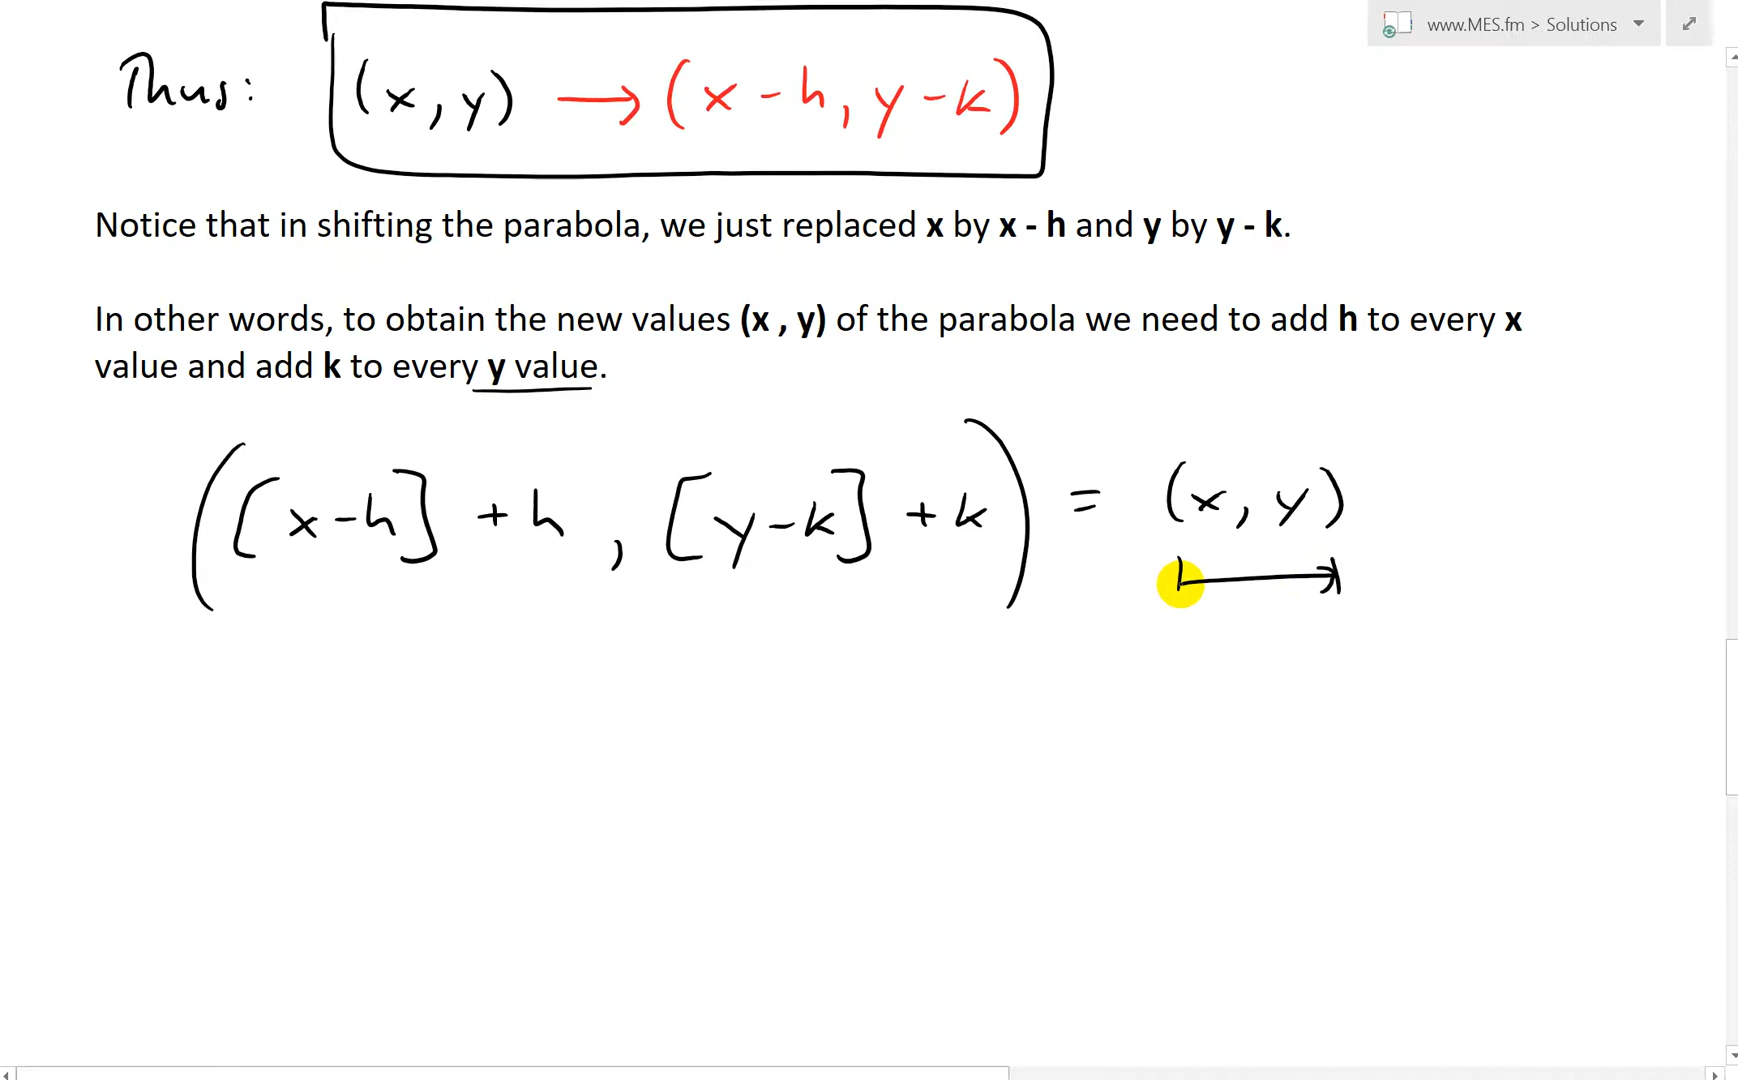 www.MES.fm > Solutions
Thus: (x, y) → (x - h, y - k)
Notice that in shifting the parabola, we just replaced x by x - h and y by y - k.
In other words, to obtain the new values (x , y) of the parabola we need to add h to every x
value and add k to every y value.
([x-h] + h , [y-k] + k) = (x, y)